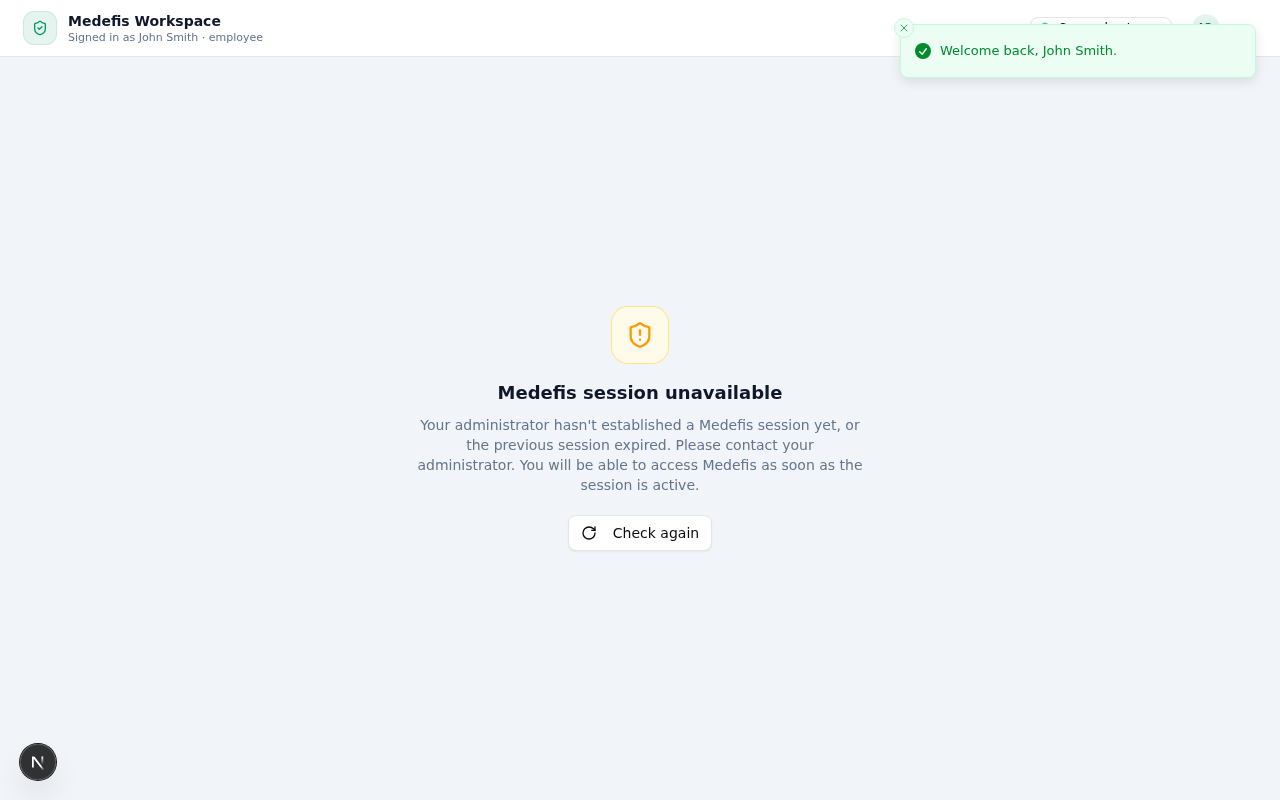 Medefis Workspace
Signed in as John Smith · employee
Welcome back, John Smith.
Medefis session unavailable
Your administrator hasn't established a Medefis session yet, or
the previous session expired. Please contact your
administrator. You will be able to access Medefis as soon as the
session is active.
Check again
N